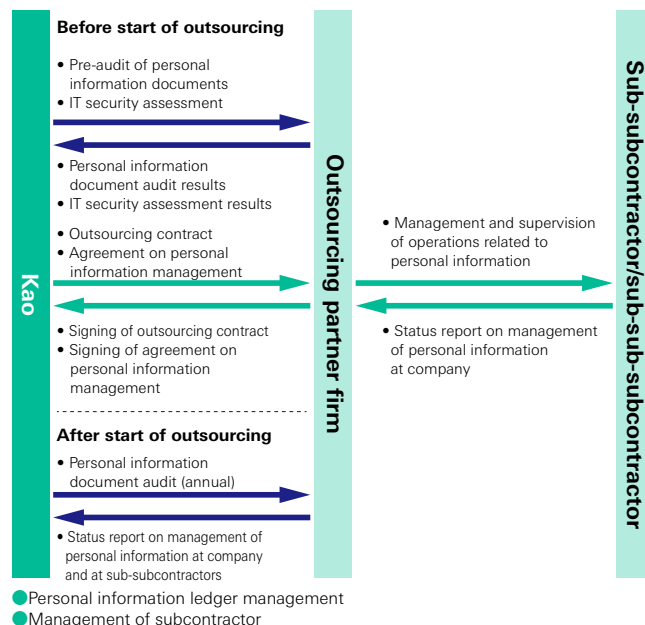 Before start of outsourcing
• Pre-audit of personal
information documents
• IT security assessment
• Personal information
document audit results
• IT security assessment results
• Outsourcing contract
• Agreement on personal
information management
• Signing of outsourcing contract
• Signing of agreement on
personal information
management
After start of outsourcing
• Personal information
document audit (annual)
• Status report on management of
personal information at company
and at sub-subcontractors
Kao
Outsourcing partner firm
• Management and supervision
of operations related to
personal information
• Status report on management
of personal information
at company
Sub-subcontractor/sub-sub-subcontractor
●Personal information ledger management
●Management of subcontractor